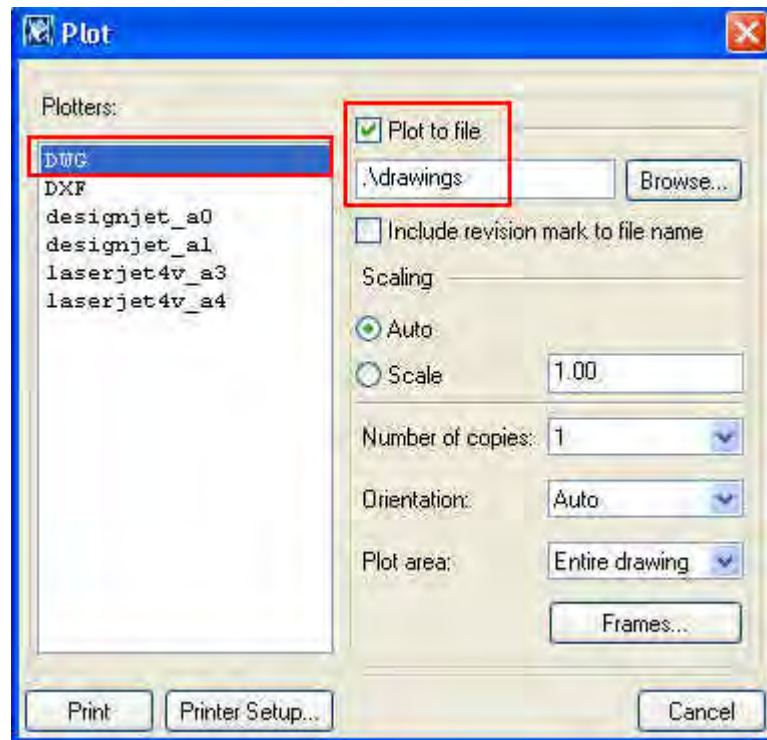 Plot
Plotters:
DWG
DXF
designjet_a0
designjet_a1
laserjet4v_a3
laserjet4v_a4
Plot to file
.\drawings
Browse...
Include revision mark to file name
Scaling
Auto
Scale
1.00
Number of copies:
1
Orientation:
Auto
Plot area:
Entire drawing
Frames...
Print
Printer Setup...
Cancel